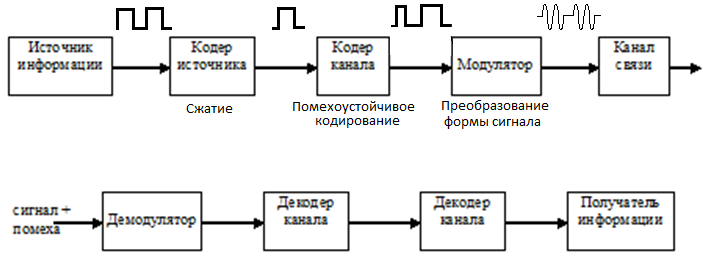 Источник
информации
Кодер
источника
Кодер
канала
Модулятор
Канал
связи
Сжатие
Помехоустойчивое
кодирование
Преобразование
формы сигнала
сигнал +
помеха
Демодулятор
Декодер
канала
Декодер
канала
Получатель
информации